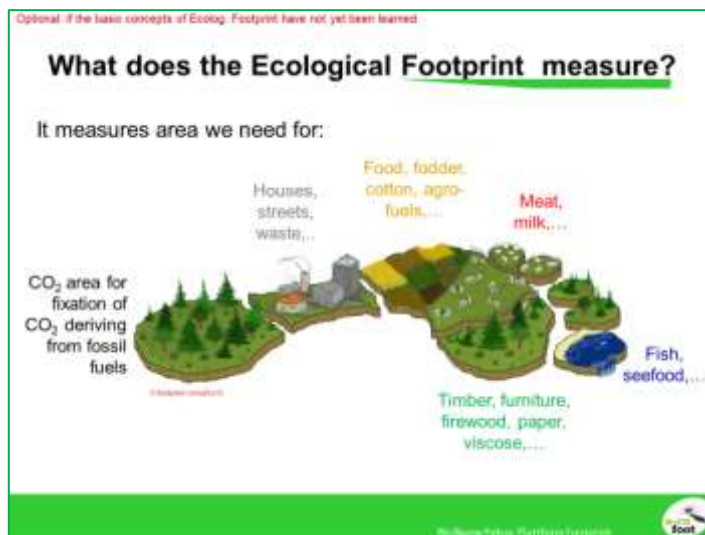 Optional: if the basic concepts of Ecolog. Footprint have not yet been learned
What does the Ecological Footprint measure?
It measures area we need for:
Food, fodder,
cotton, agro-
fuels,...
Houses,
streets,
waste,..
Meat,
milk,...
CO₂ area for
fixation of
CO₂ deriving
from fossil
fuels
Fish,
seefood,...
Timber, furniture,
firewood, paper,
viscose,...
foot